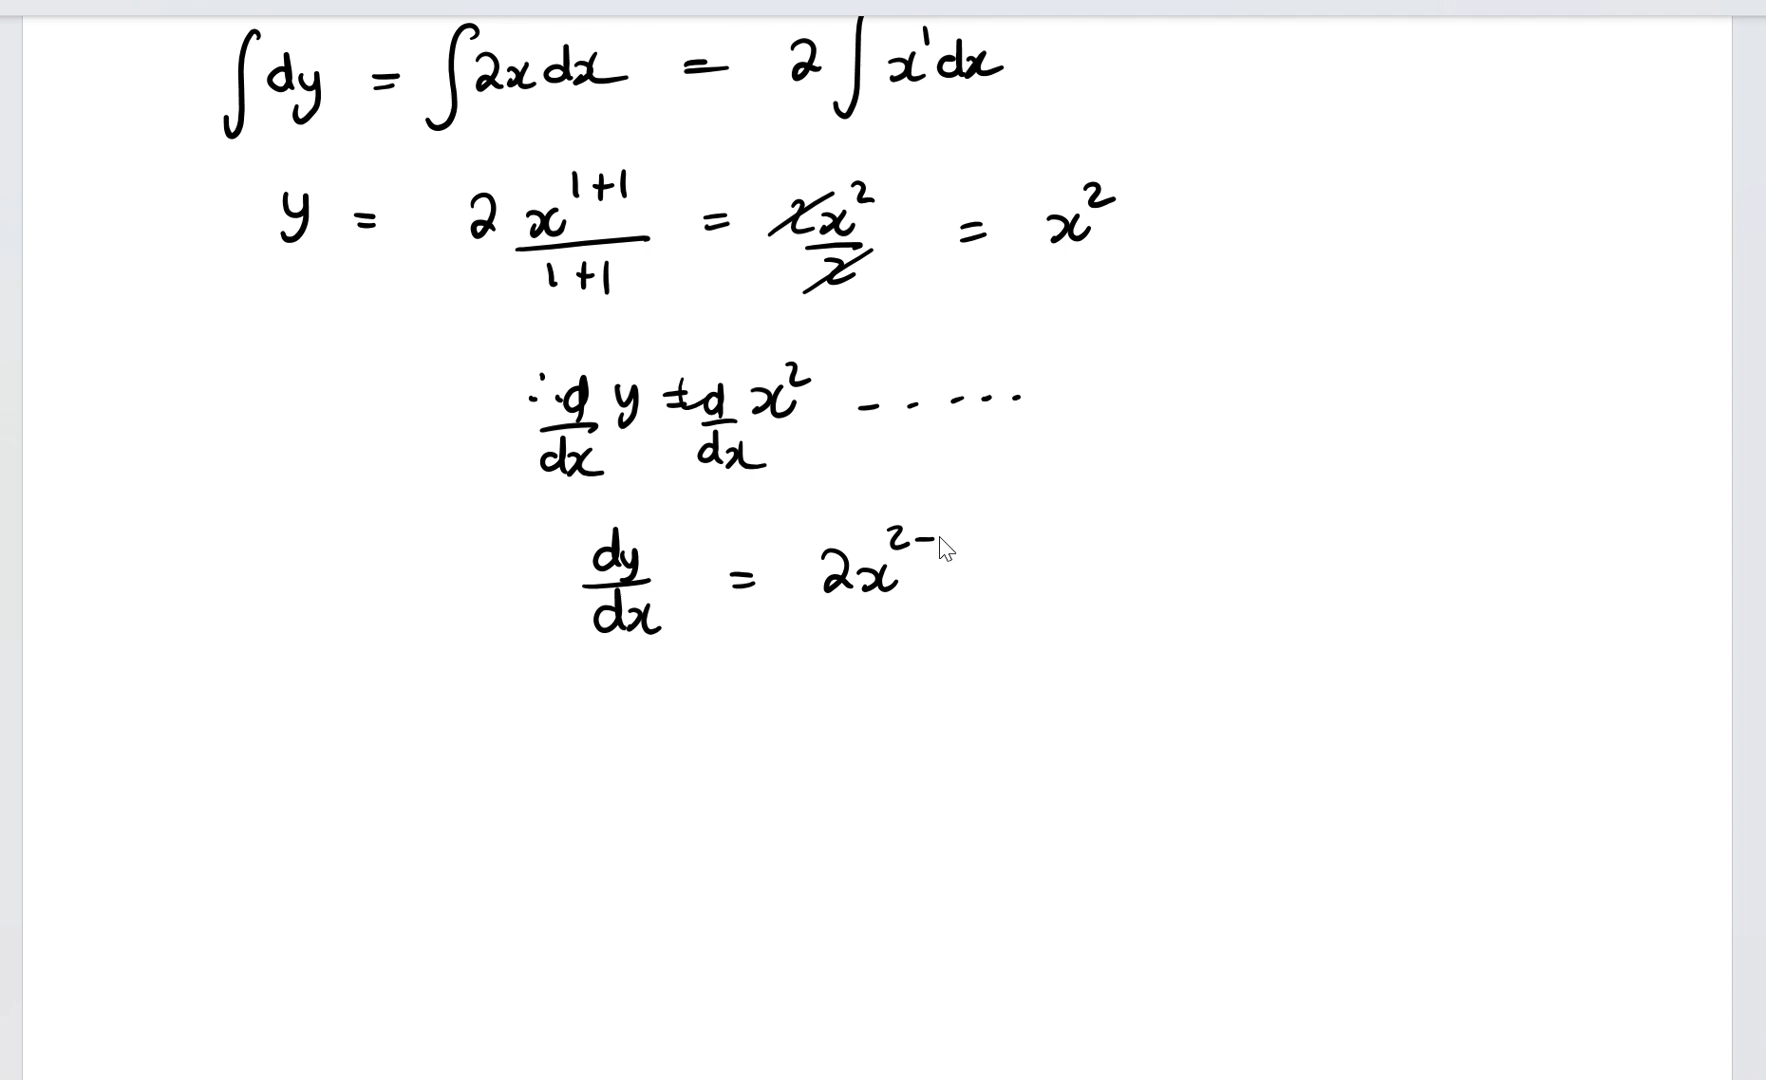 ∫dy = ∫2x dx = 2∫x¹dx
y = 2 x^(1+1)/(1+1) = 2x²/2 = x²
∴ d/dx y = d/dx x² - - - - - -
dy/dx = 2x^(2-